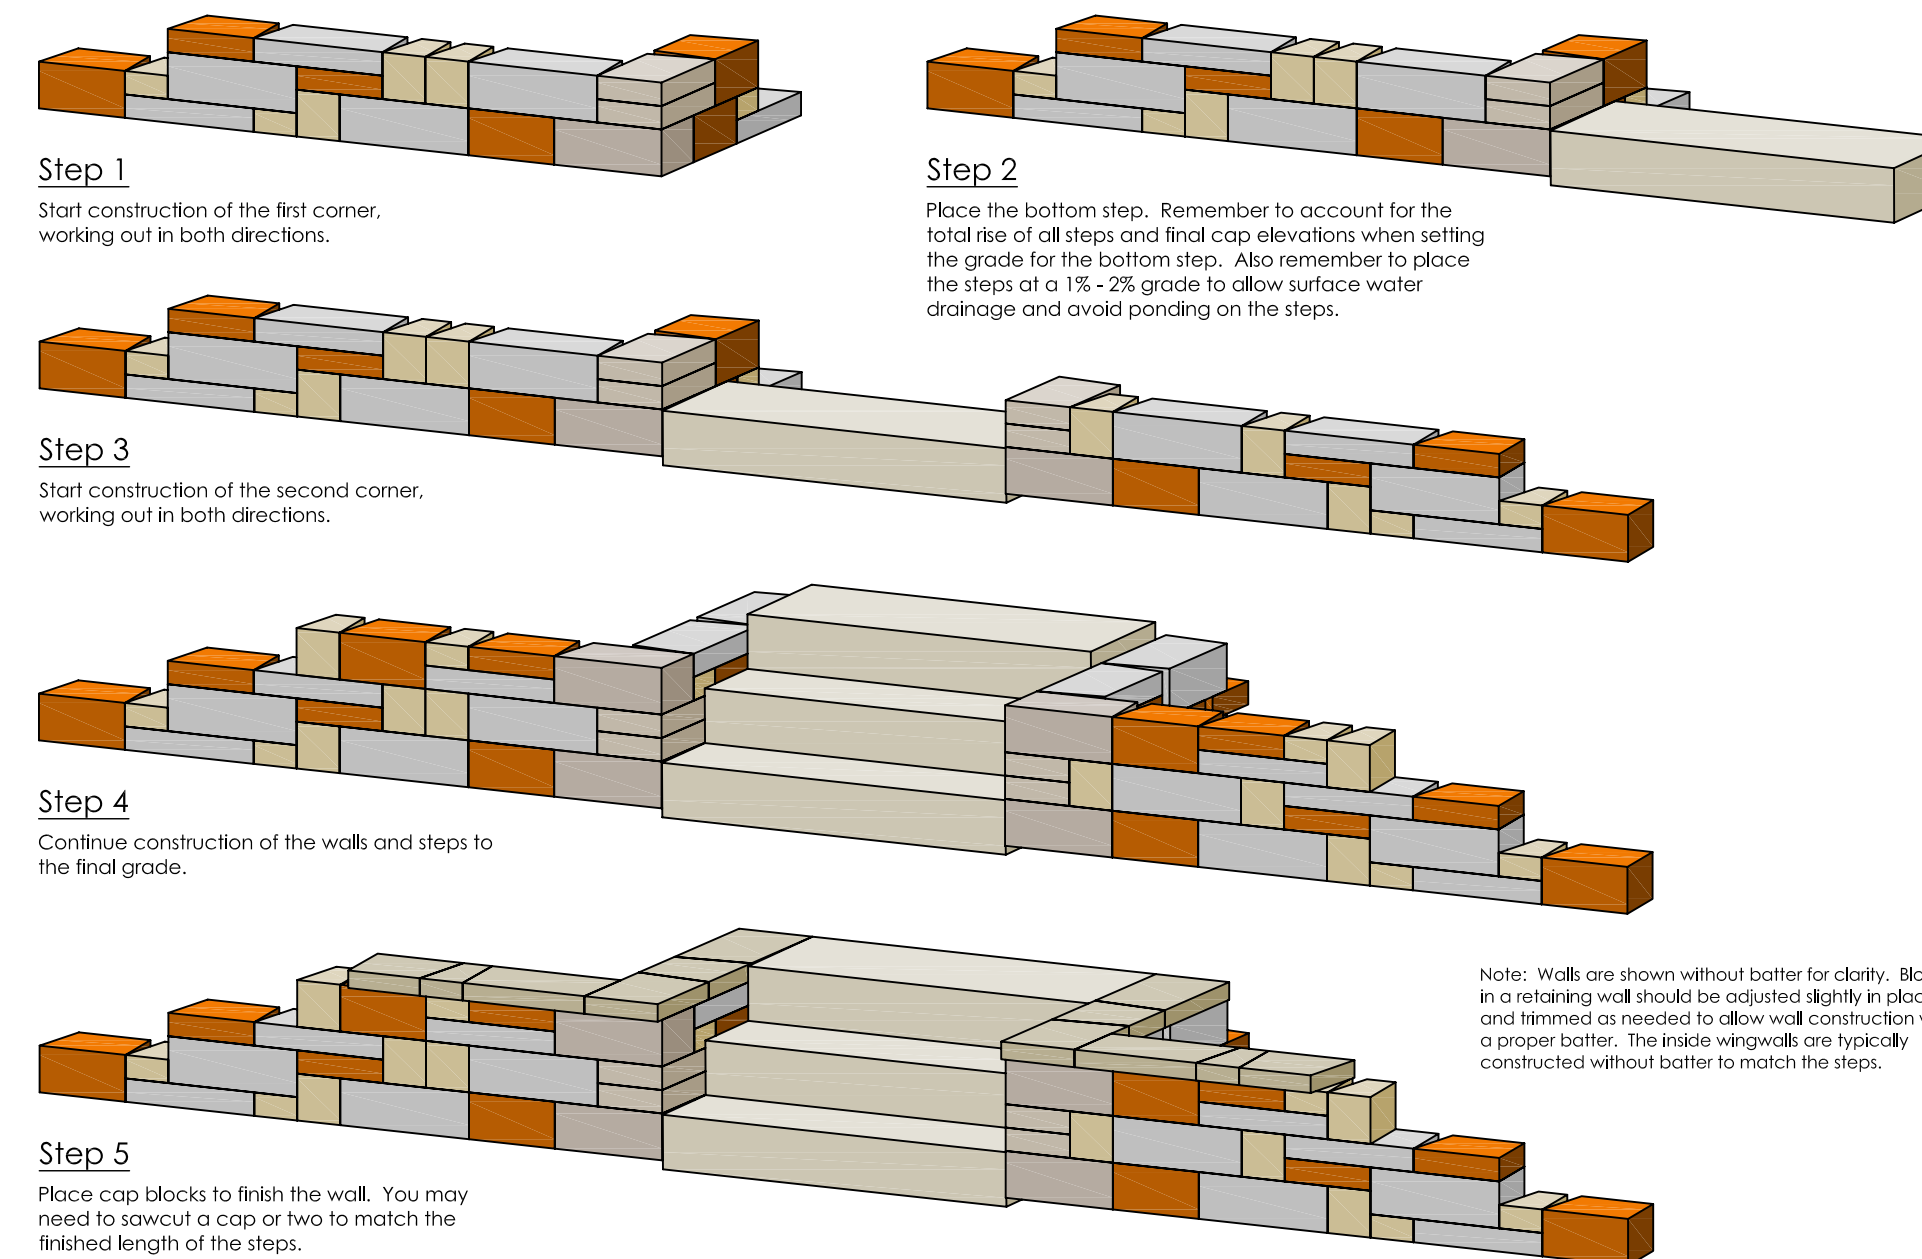 Step 1
Start construction of the first corner,
working out in both directions.
Step 2
Place the bottom step. Remember to account for the
total rise of all steps and final cap elevations when setting
the grade for the bottom step. Also remember to place
the steps at a 1% - 2% grade to allow surface water
drainage and avoid ponding on the steps.
Step 3
Start construction of the second corner,
working out in both directions.
Step 4
Continue construction of the walls and steps to
the final grade.
Note: Walls are shown without batter for clarity.
in a retaining wall should be adjusted slightly in
and trimmed as needed to allow wall construction
a proper batter. The inside wingwalls are typically
constructed without batter to match the steps.
Step 5
Place cap blocks to finish the wall. You may
need to sawcut a cap or two to match the
finished length of the steps.